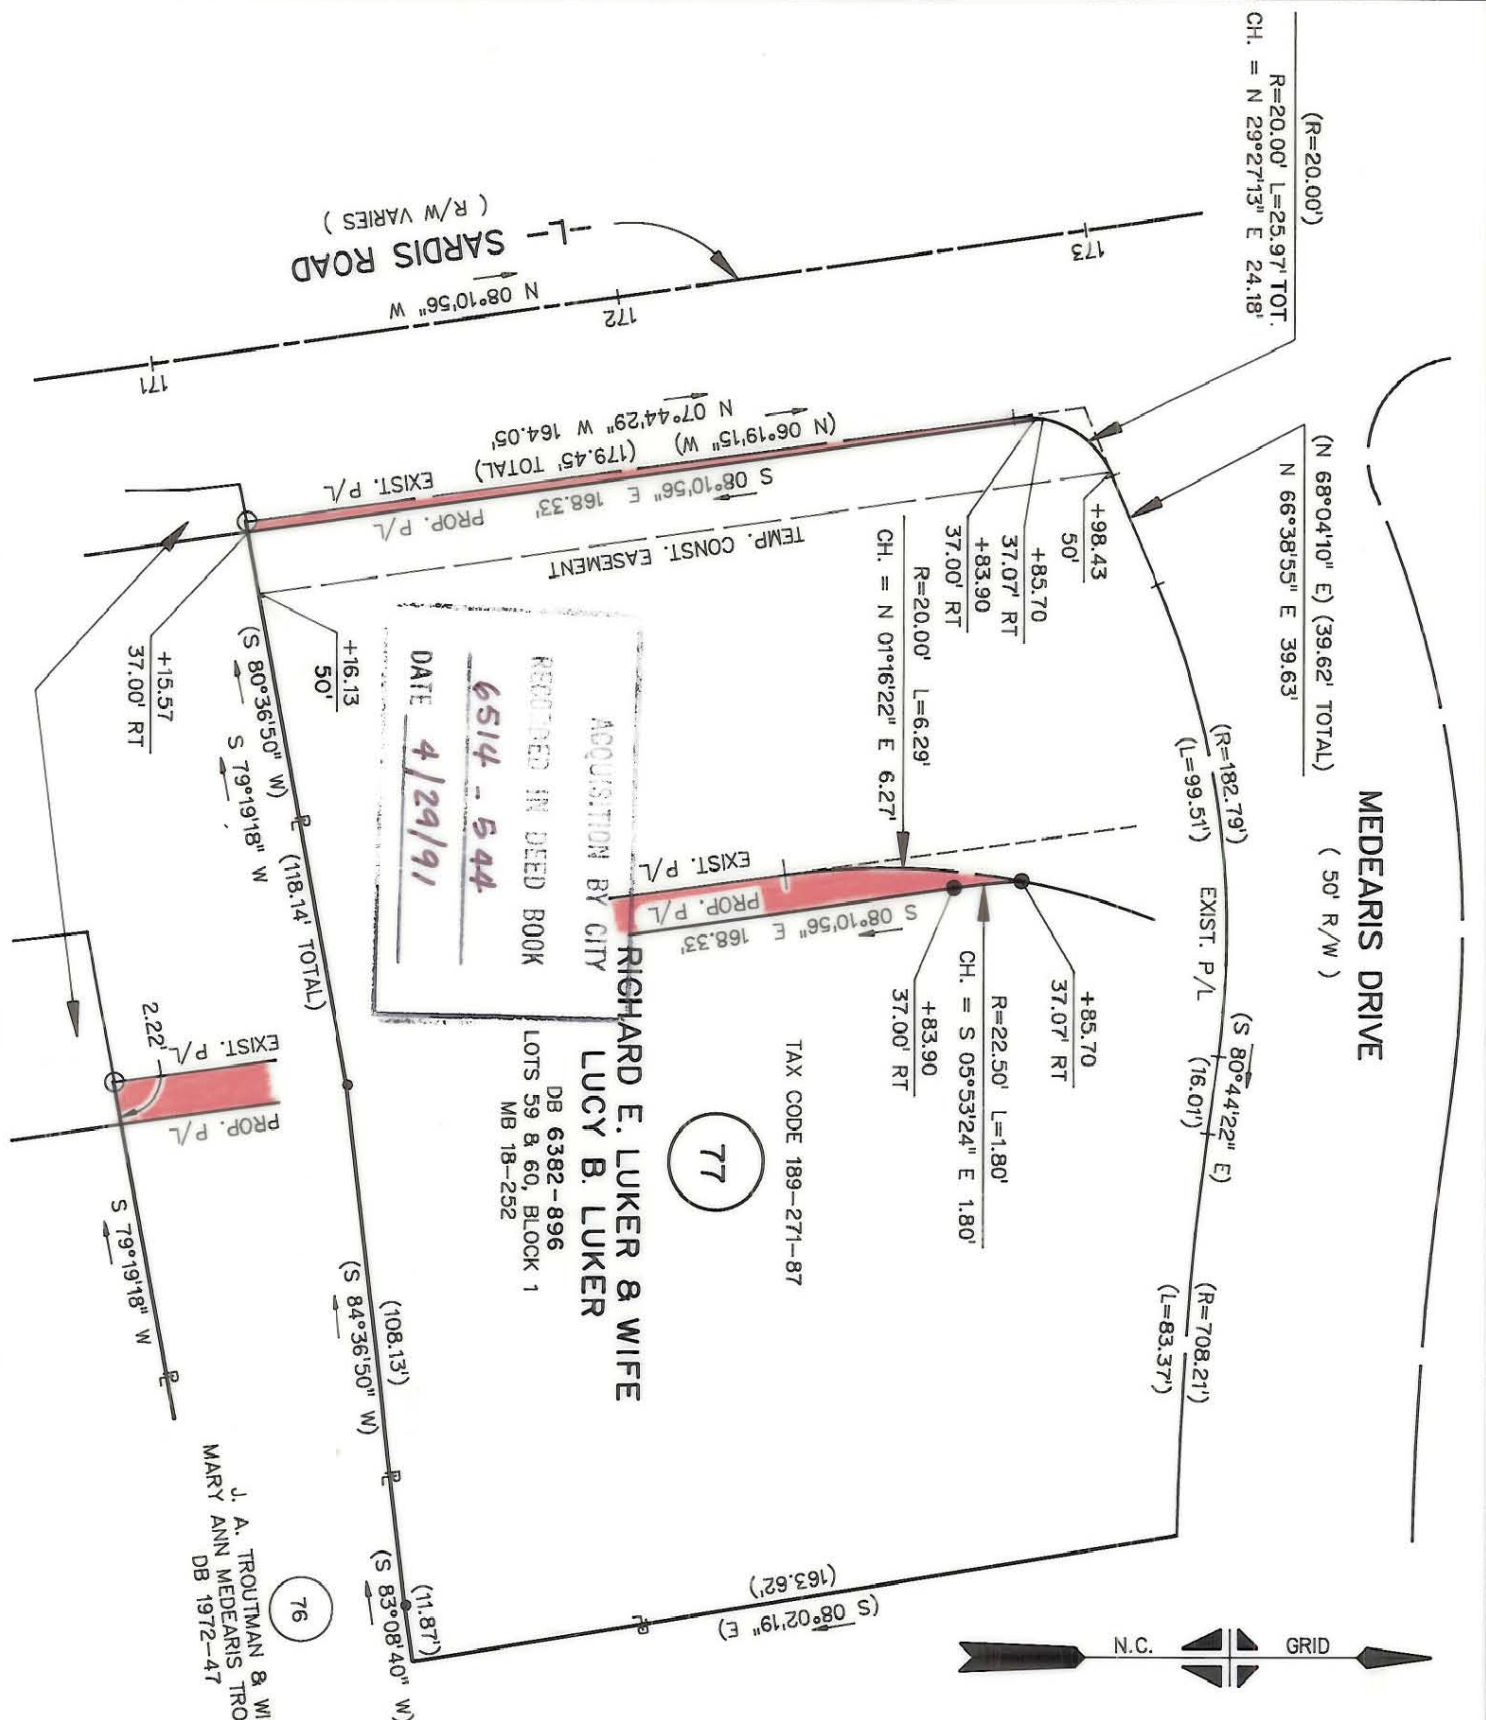 (R=20.00')
R=20.00' L=25.97' TOT.
CH. = N 29°27'13" E 24.18'
(N 68°04'10" E) (39.62' TOTAL)
N 66°38'55" E 39.63'
MEDEARIS DRIVE
( 50' R/W )
(R=182.79')
(L=99.51')
EXIST. P/L
(S 80°44'22" E)
(16.01')
(R=708.21')
(L=83.37')
-L- SARDIS ROAD
( R/W VARIES )
N 08°10'56" W
171
172
173
N 07°44'29" W 164.05'
(N 06°19'15" W) (179.45' TOTAL)
EXIST. P/L
S 08°10'56" E 168.33'
PROP. P/L
TEMP. CONST. EASEMENT
+98.43
50'
+85.70
37.07' RT
+83.90
37.00' RT
R=20.00' L=6.29'
CH. = N 01°16'22" E 6.27'
EXIST. P/L
PROP. P/L
S 08°10'56" E 168.33'
+85.70
37.07' RT
R=22.50' L=1.80'
CH. = S 05°53'24" E 1.80'
+83.90
37.00' RT
TAX CODE 189-271-87
77
RICHARD E. LUKER & WIFE
LUCY B. LUKER
DB 6382-896
LOTS 59 & 60, BLOCK 1
MB 18-252
ACQUISITION BY CITY
RECORDED IN DEED BOOK
6514 - 544
DATE 4/29/91
+16.13
50'
+15.57
37.00' RT
(S 80°36'50" W) (118.14' TOTAL)
S 79°19'18" W
(108.13')
(S 84°36'50" W)
(11.87')
(S 83°08'40" W)
(163.62')
(S 08°02'19" E)
2.22'
EXIST. P/L
PROP. P/L
S 79°19'18" W
J. A. TROUTMAN & WI
MARY ANN MEDEARIS TRO
DB 1972-47
76
N.C. GRID